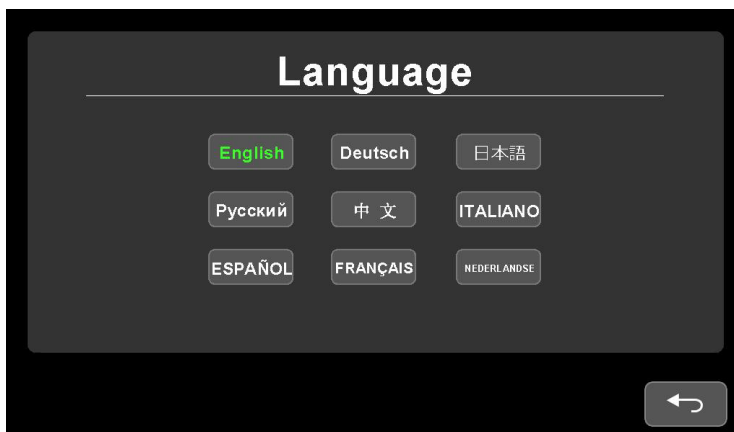 Language
English Deutsch 日本語
Русский 中 文 ITALIANO
ESPAÑOL FRANÇAIS NEDERLANDSE